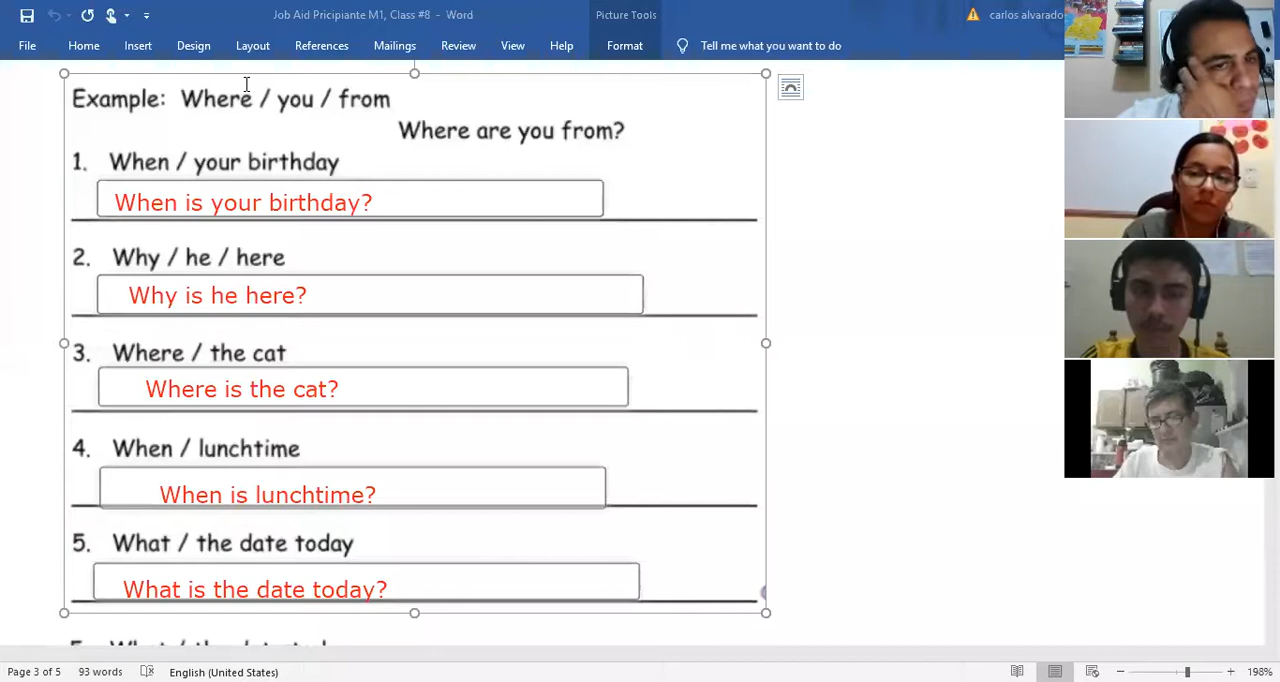 Job Aid Pricipiante M1, Class #8 - Word
Picture Tools
carlos alvarado
File Home Insert Design Layout References Mailings Review View Help Format Tell me what you want to do
Example: Where / you / from
Where are you from?
1. When / your birthday
When is your birthday?
2. Why / he / here
Why is he here?
3. Where / the cat
Where is the cat?
4. When / lunchtime
When is lunchtime?
5. What / the date today
What is the date today?
Page 3 of 5 93 words English (United States) 198%